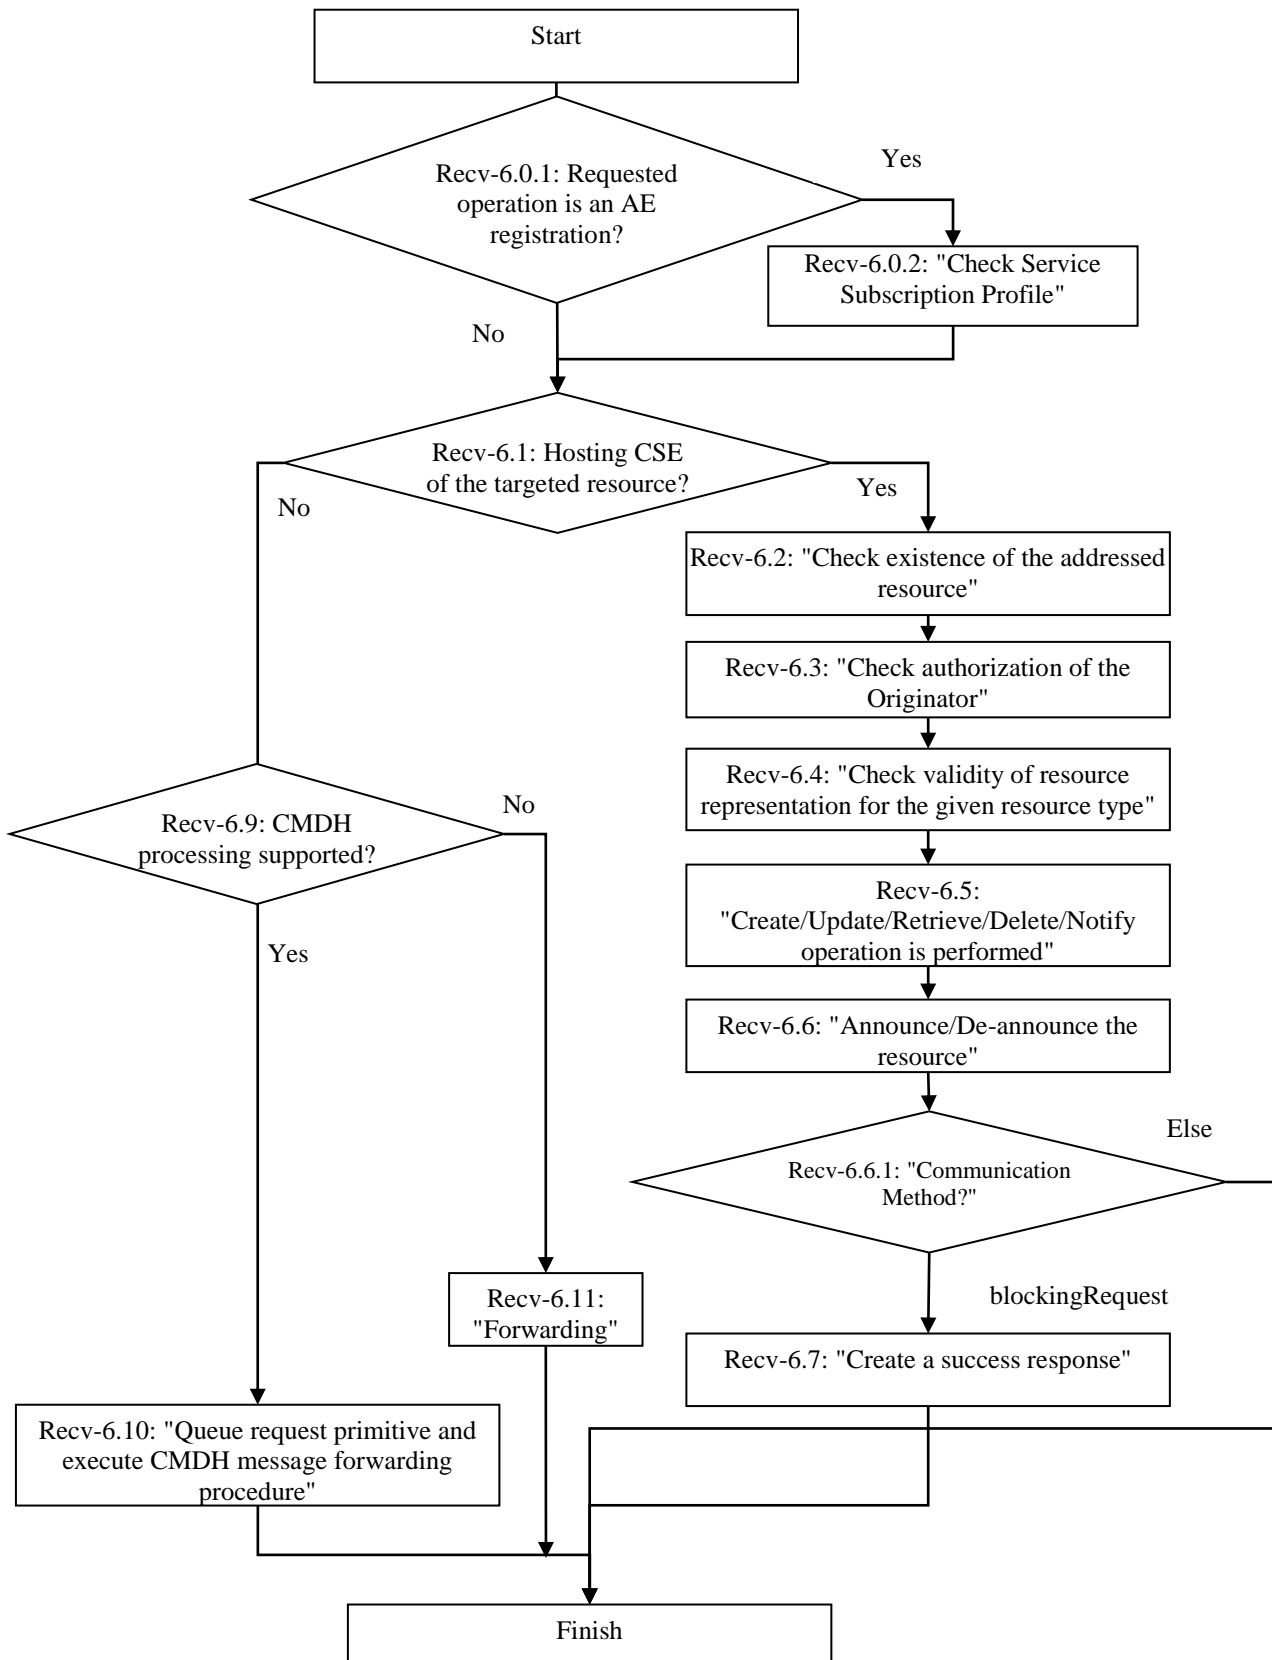 Start
Recv-6.0.1: Requested
operation is an AE
registration?
Yes
Recv-6.0.2: "Check Service
Subscription Profile"
No
Recv-6.1: Hosting CSE
of the targeted resource?
No
Yes
Recv-6.2: "Check existence of the addressed
resource"
Recv-6.3: "Check authorization of the
Originator"
Recv-6.4: "Check validity of resource
representation for the given resource type"
Recv-6.9: CMDH
processing supported?
No
Yes
Recv-6.5:
"Create/Update/Retrieve/Delete/Notify
operation is performed"
Recv-6.6: "Announce/De-announce the
resource"
Else
Recv-6.6.1: "Communication
Method?"
blockingRequest
Recv-6.11:
"Forwarding"
Recv-6.7: "Create a success response"
Recv-6.10: "Queue request primitive and
execute CMDH message forwarding
procedure"
Finish